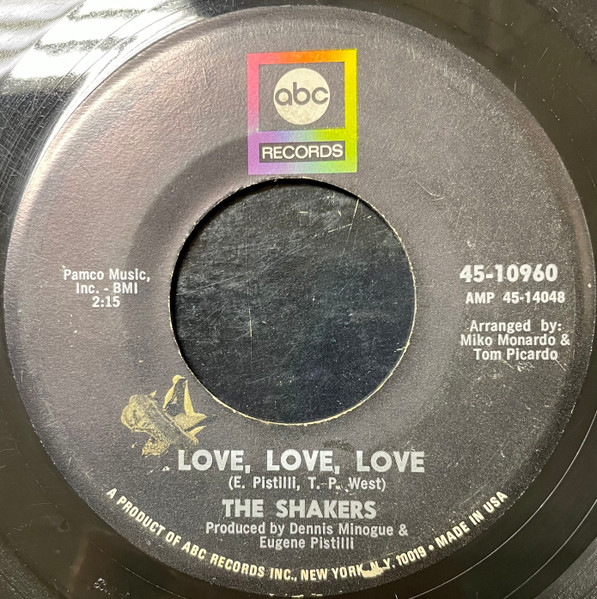 abc
RECORDS
Pamco Music,
Inc. - BMI
2:15
45-10960
AMP 45-14048
Arranged by:
Miko Monardo &
Tom Picardo
LOVE, LOVE, LOVE
(E. Pistilli, T. P. West)
THE SHAKERS
Produced by Dennis Minogue &
Eugene Pistilli
A PRODUCT OF ABC RECORDS INC., NEW YORK, N.Y. 10019 • MADE IN USA